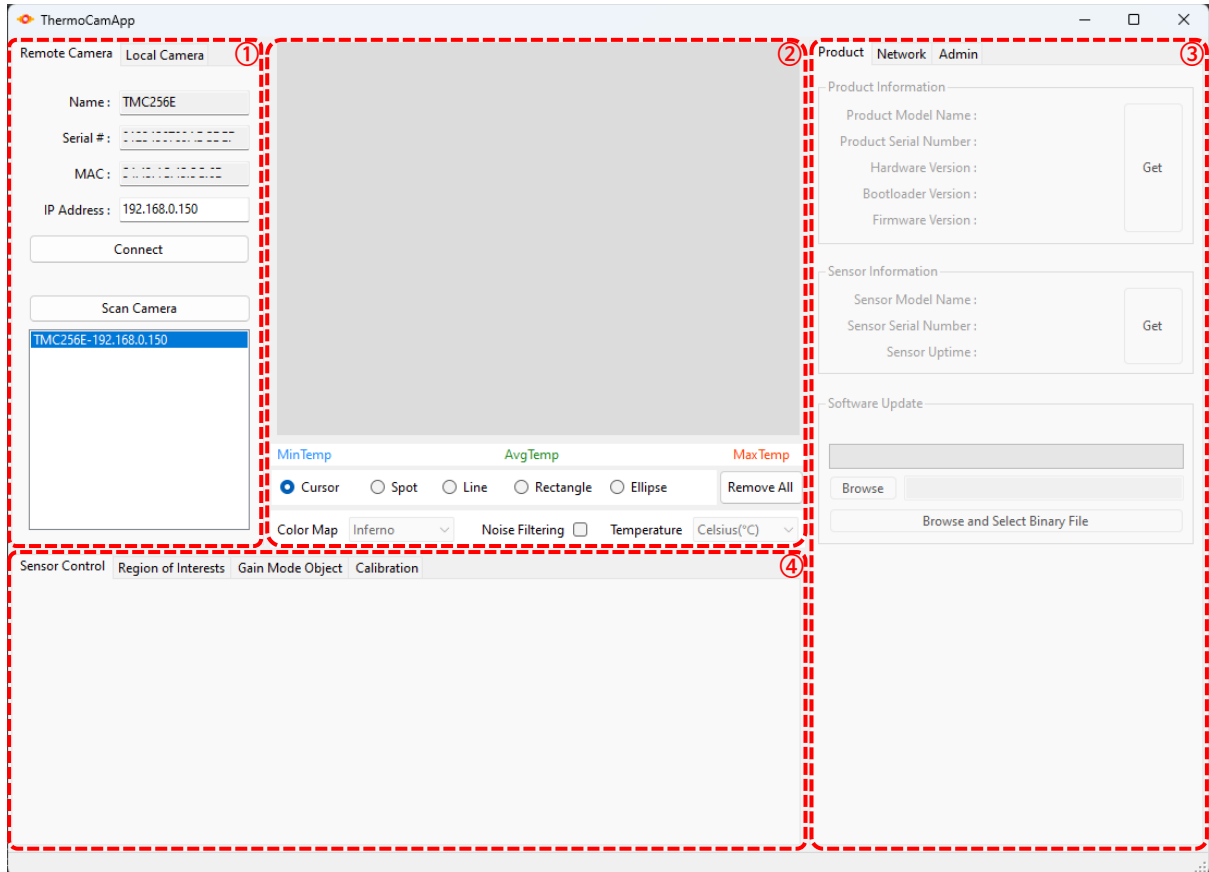 ThermoCamApp
Remote Camera Local Camera ①
Name : TMC256E
Serial # :
MAC :
IP Address : 192.168.0.150
Connect
Scan Camera
TMC256E-192.168.0.150
②
MinTemp AvgTemp MaxTemp
Cursor Spot Line Rectangle Ellipse Remove All
Color Map Inferno Noise Filtering Temperature Celsius(°C)
Product Network Admin ③
Product Information
Product Model Name :
Product Serial Number :
Hardware Version :
Bootloader Version :
Firmware Version :
Get
Sensor Information
Sensor Model Name :
Sensor Serial Number :
Sensor Uptime :
Get
Software Update
Browse
Browse and Select Binary File
Sensor Control Region of Interests Gain Mode Object Calibration ④